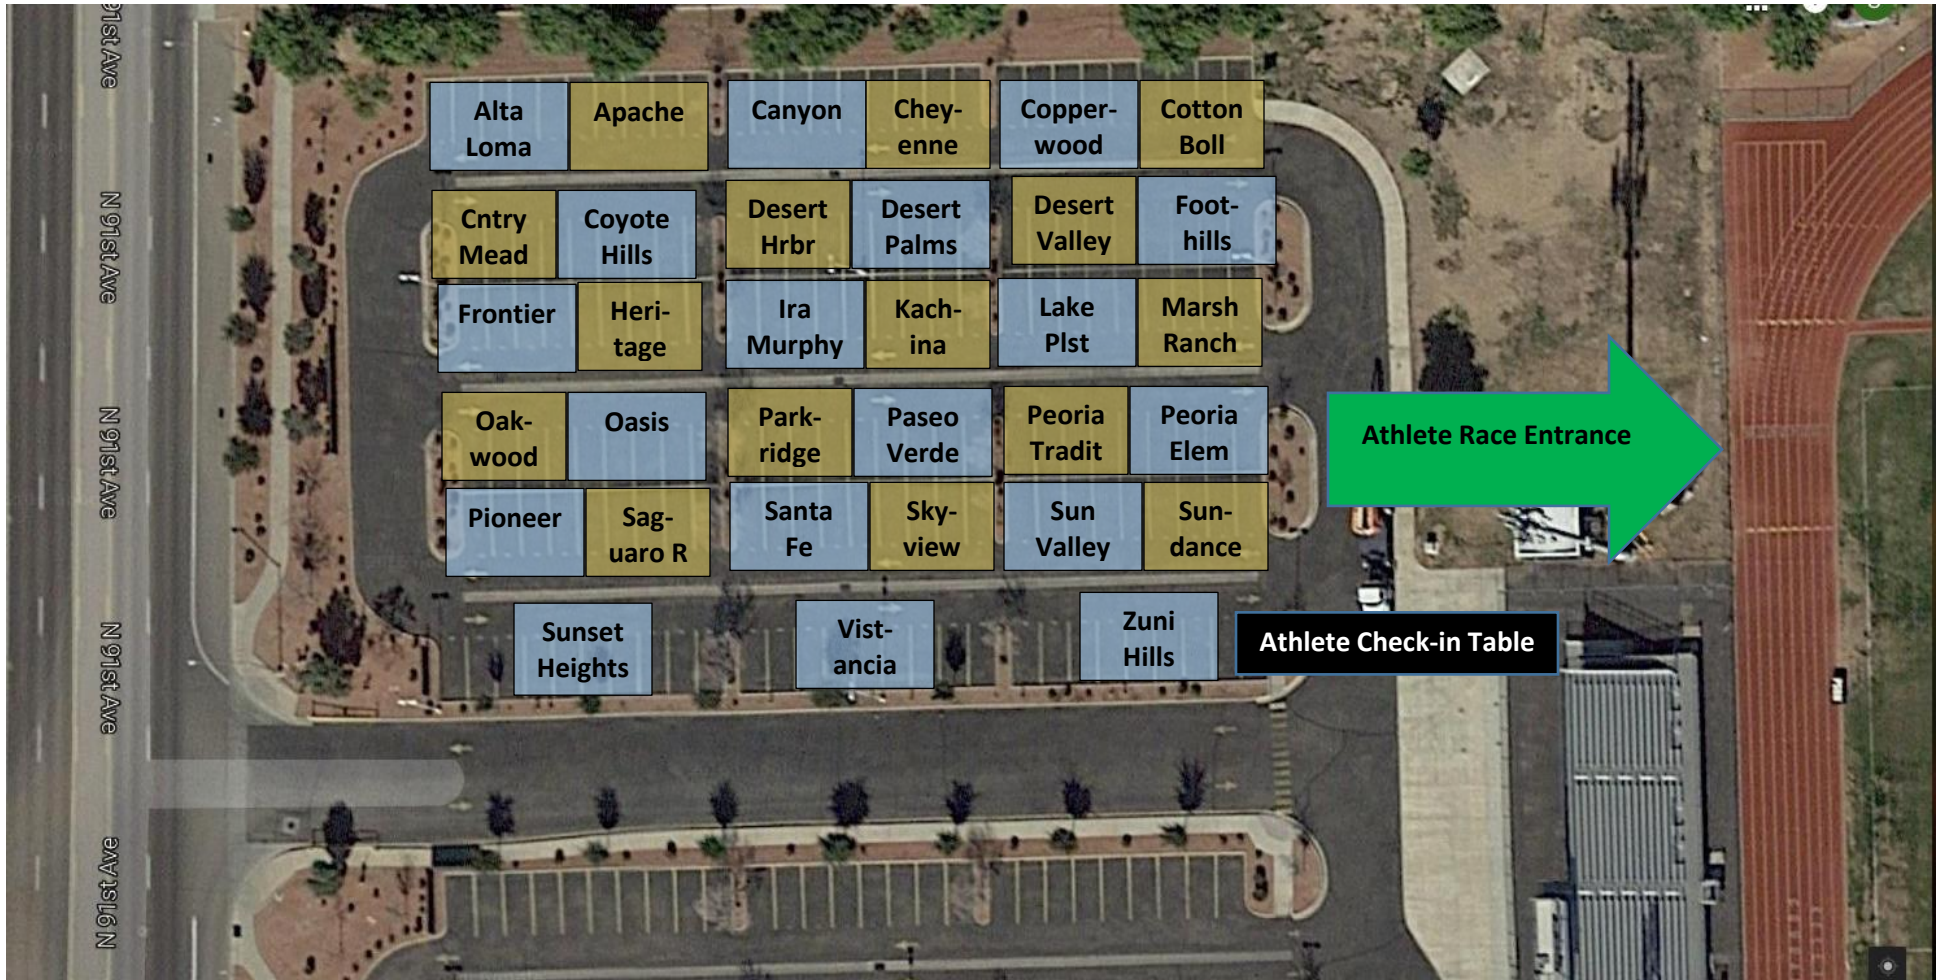 N 91st Ave
N 91st Ave
N 91st Ave
N 91st Ave
N 91st Ave
Alta
Loma
Apache
Canyon
Chey-
enne
Copper-
wood
Cotton
Boll
Cntry
Mead
Coyote
Hills
Desert
Hrbr
Desert
Palms
Desert
Valley
Foot-
hills
Frontier
Heri-
tage
Ira
Murphy
Kach-
ina
Lake
Plst
Marsh
Ranch
Oak-
wood
Oasis
Park-
ridge
Paseo
Verde
Peoria
Tradit
Peoria
Elem
Athlete Race Entrance
Pioneer
Sag-
uaro R
Santa
Fe
Sky-
view
Sun
Valley
Sun-
dance
Sunset
Heights
Vist-
ancia
Zuni
Hills
Athlete Check-in Table